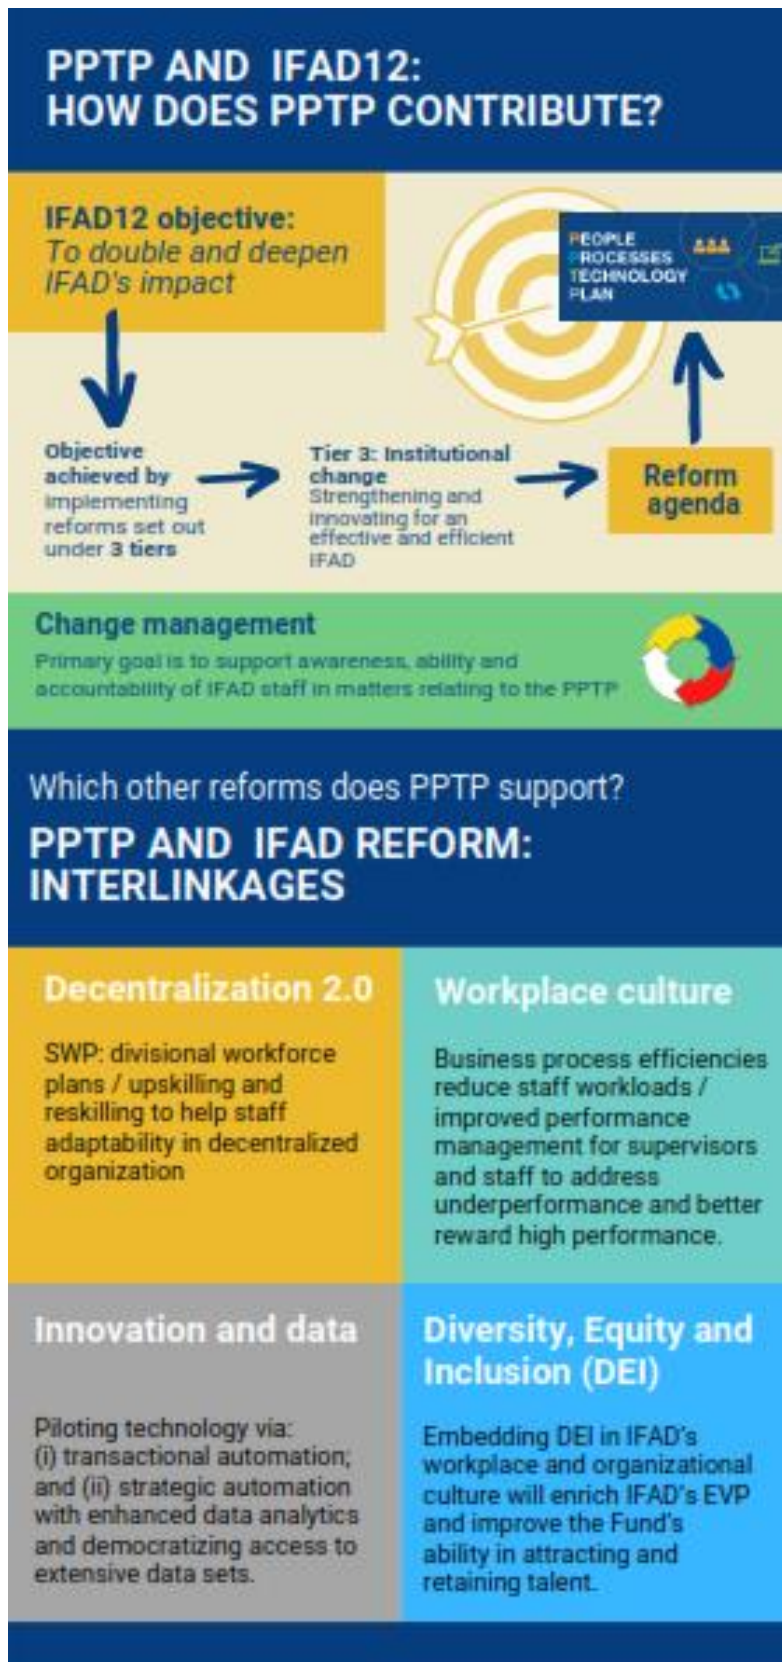 PPTP AND IFAD12:
HOW DOES PPTP CONTRIBUTE?
IFAD12 objective:
To double and deepen
IFAD's impact
PEOPLE
PROCESSES
TECHNOLOGY
PLAN
Objective
achieved by
implementing
reforms set out
under 3 tiers
Tier 3: Institutional
change
Strengthening and
innovating for an
effective and efficient
IFAD
Reform
agenda
Change management
Primary goal is to support awareness, ability and
accountability of IFAD staff in matters relating to the PPTP
Which other reforms does PPTP support?
PPTP AND IFAD REFORM:
INTERLINKAGES
Decentralization 2.0
SWP: divisional workforce
plans / upskilling and
reskilling to help staff
adaptability in decentralized
organization
Workplace culture
Business process efficiencies
reduce staff workloads /
improved performance
management for supervisors
and staff to address
underperformance and better
reward high performance.
Innovation and data
Piloting technology via:
(i) transactional automation;
and (ii) strategic automation
with enhanced data analytics
and democratizing access to
extensive data sets.
Diversity, Equity and
Inclusion (DEI)
Embedding DEI in IFAD's
workplace and organizational
culture will enrich IFAD's EVP
and improve the Fund's
ability in attracting and
retaining talent.